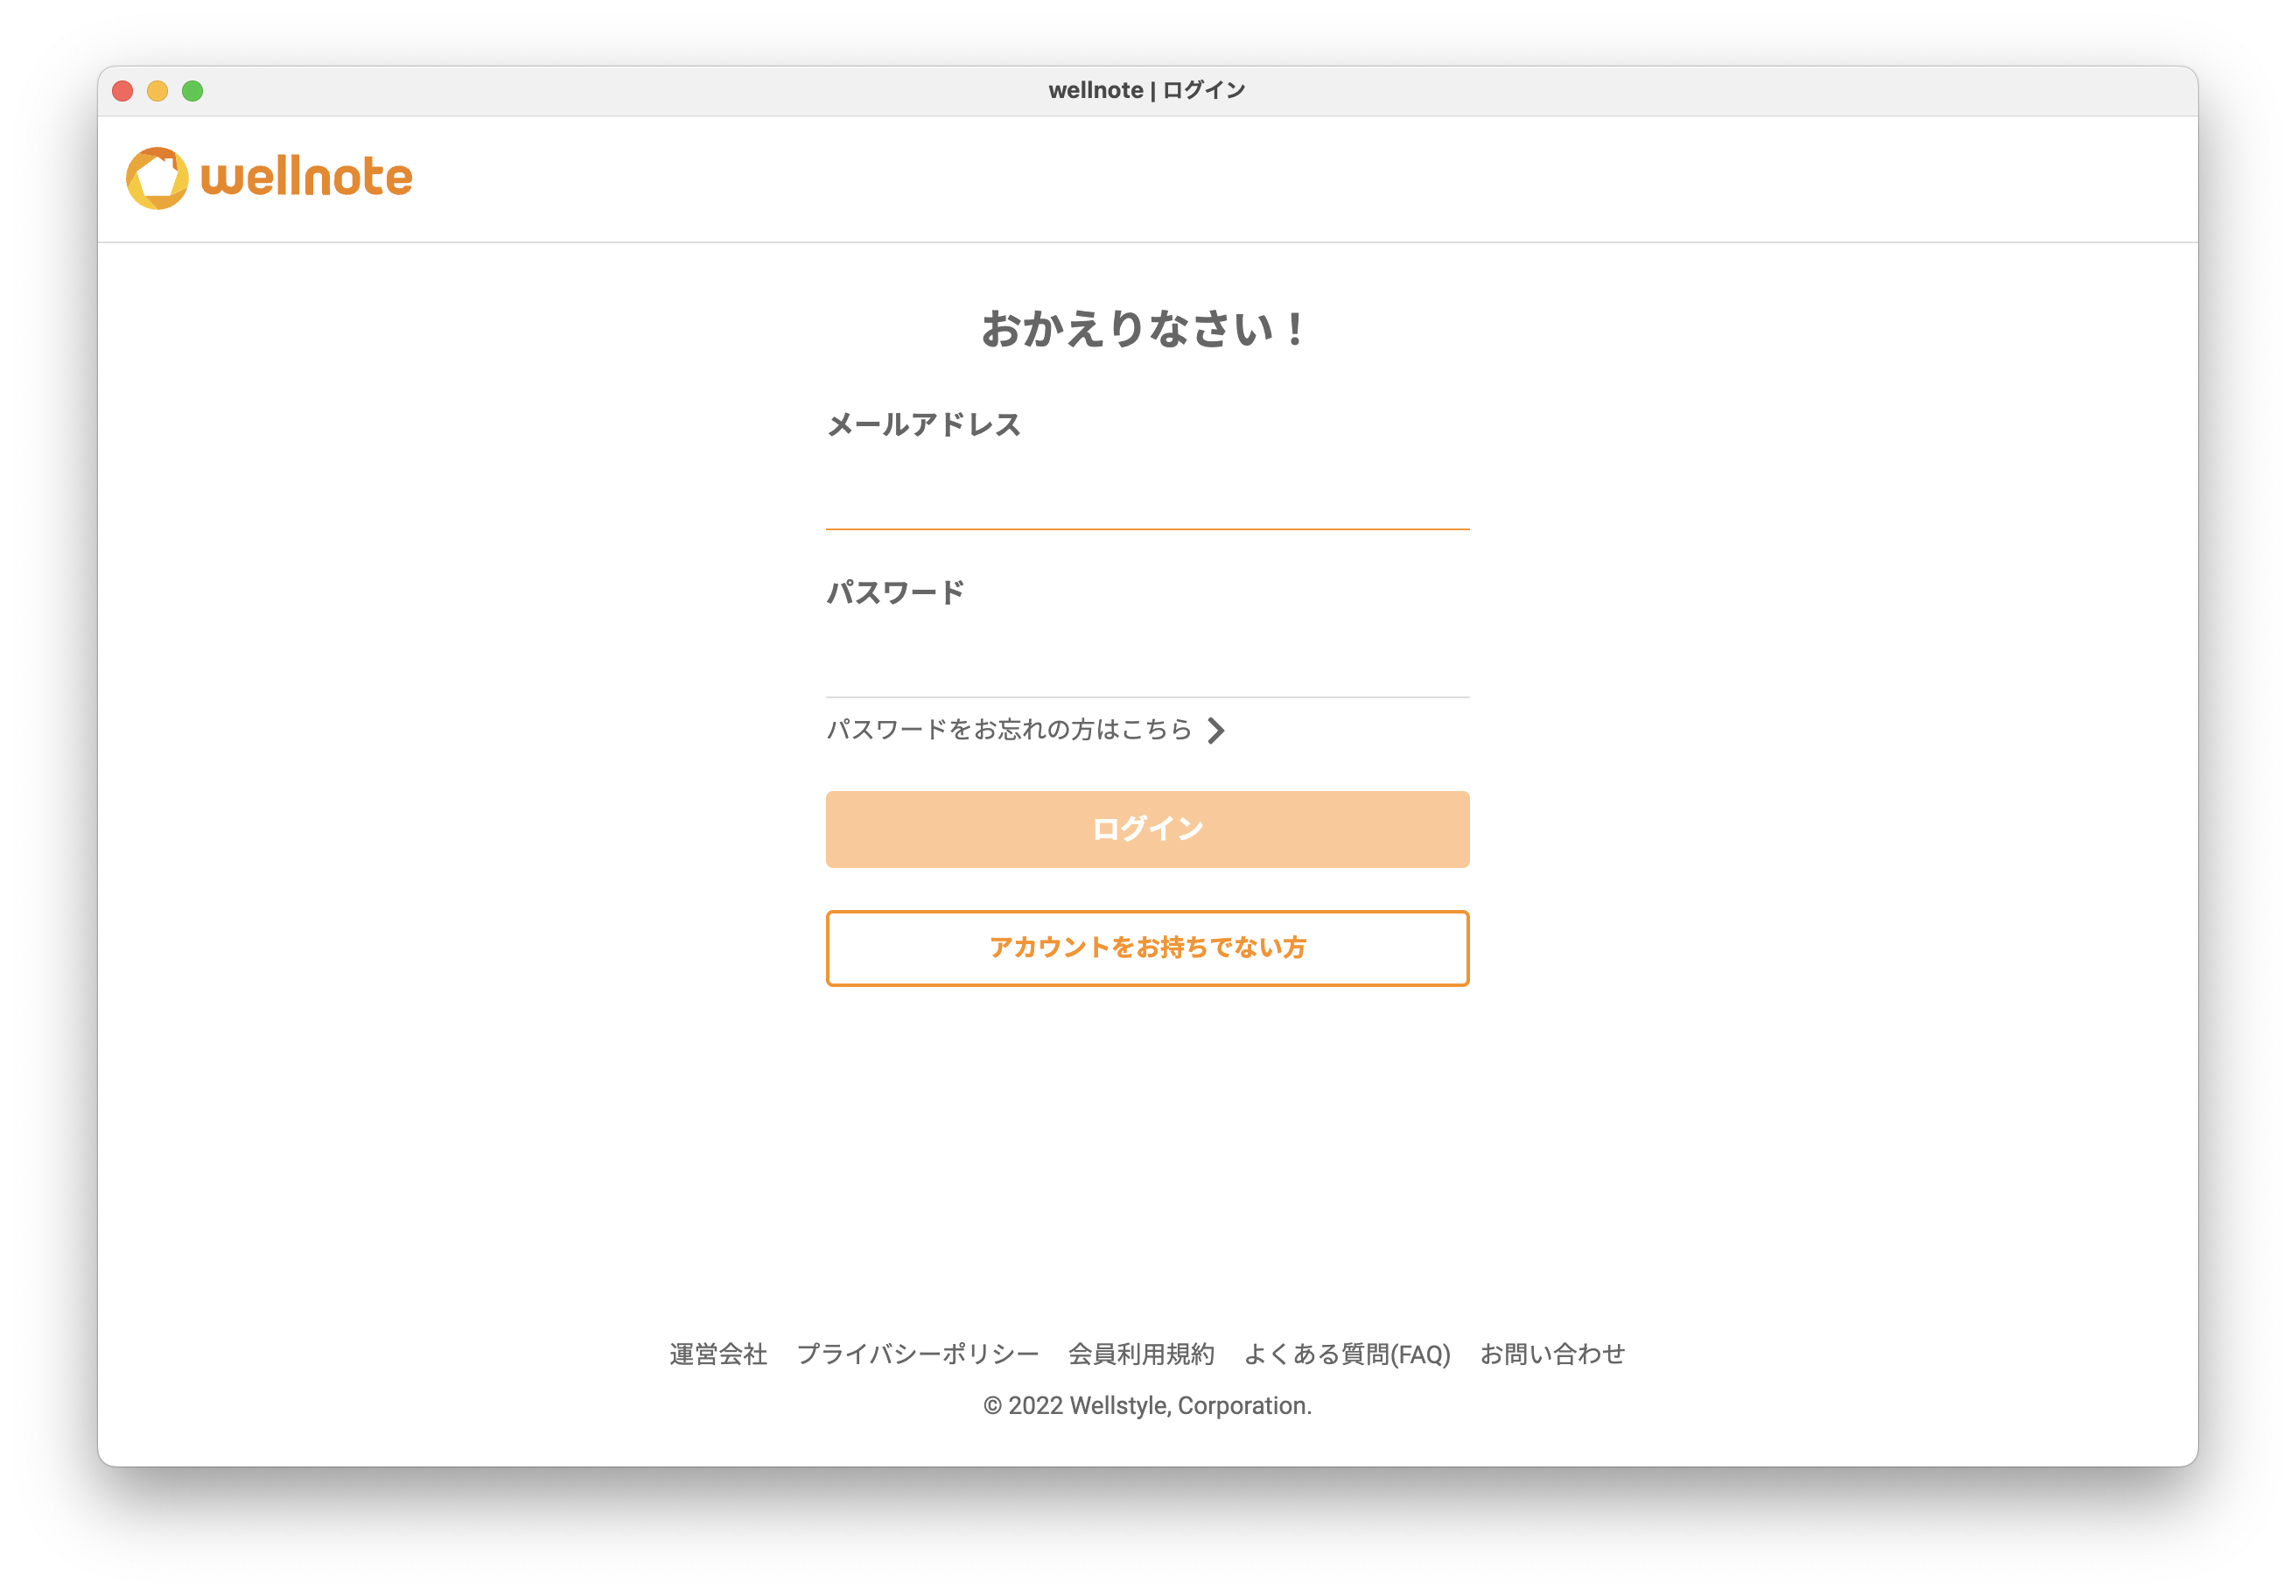 wellnote | ログイン
wellnote
おかえりなさい！
メールアドレス
パスワード
パスワードをお忘れの方はこちら
ログイン
アカウントをお持ちでない方
運営会社 プライバシーポリシー 会員利用規約 よくある質問(FAQ) お問い合わせ
© 2022 Wellstyle, Corporation.